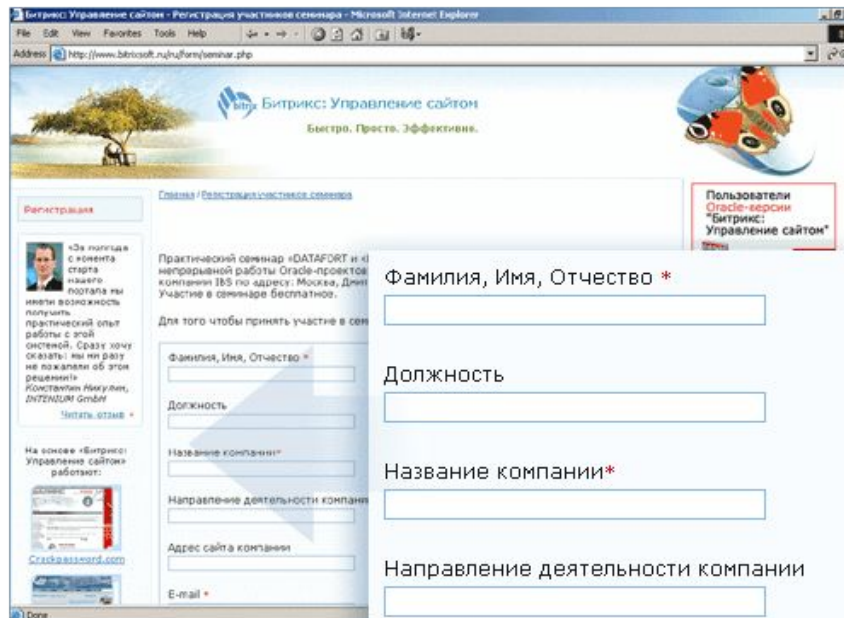 Битрикс: Управление сайтом - Регистрация участников семинара - Microsoft Internet Explorer
File Edit View Favorites Tools Help
Address http://www.bitrixsoft.ru/ru/form/seminar.php
bitrix Битрикс: Управление сайтом
Быстро. Просто. Эффективно.
Регистрация
«За полгода
с момента
старта
нашего
портала мы
имели возможность
получить
практический опыт
работы с этой
системой. Сразу хочу
сказать: мы ни разу
не пожалели об этом
решении!»
Константин Никулин,
INTENIUM GmbH
Читать отзыв
На основе «Битрикс:
Управление сайтом»
работают:
Crackpassword.com
Главная / Регистрация участников семинара
Практический семинар «DATAFORT и
непрерывной работы Oracle-проектов
компании IBS по адресу: Москва,
Участие в семинаре бесплатное.
Для того чтобы принять участие в
Фамилия, Имя, Отчество *
Должность
Название компании*
Направление деятельности компании
Адрес сайта компании
E-mail *
Пользователи
Oracle-версии
"Битрикс:
Управление сайтом"
Фамилия, Имя, Отчество *
Должность
Название компании*
Направление деятельности компании
Done